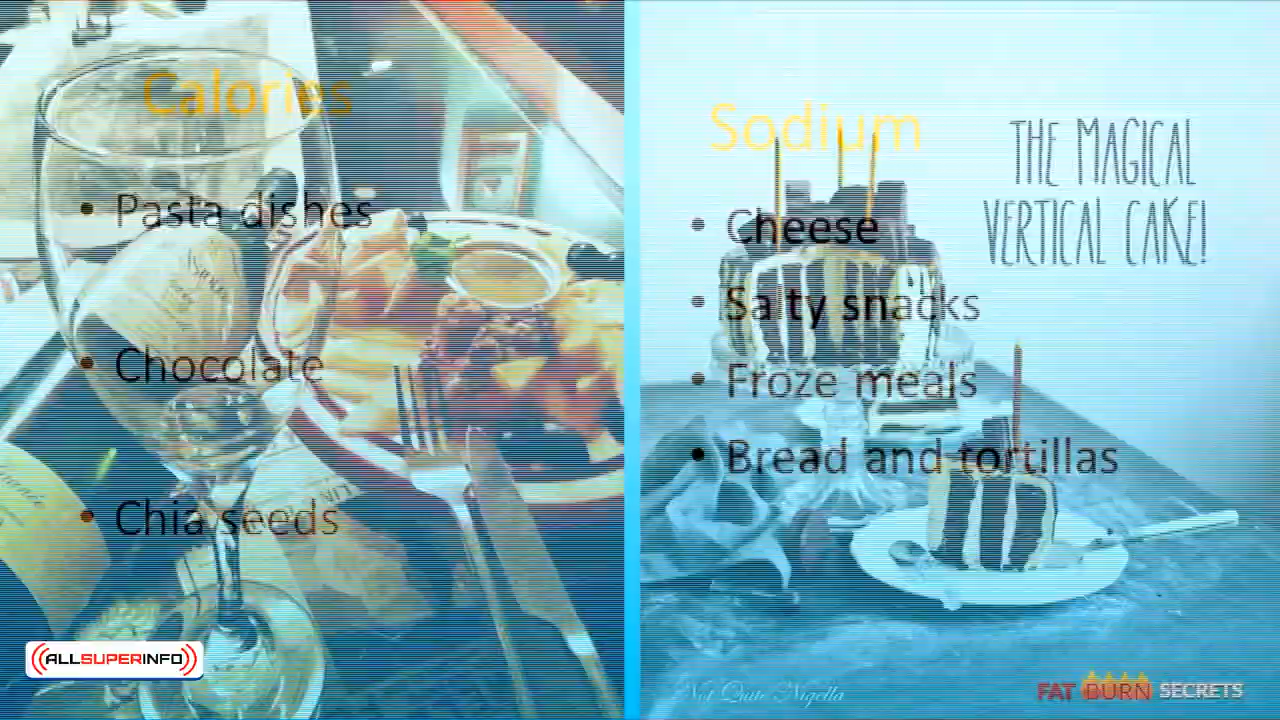 Calories
• Pasta dishes
• Chocolate
• Chia seeds
ALLSUPERINFO
Sodium
• Cheese
• Salty snacks
• Froze meals
• Bread and tortillas
THE MAGICAL
VERTICAL CAKE!
Not Quite Nigella
FAT BURN SECRETS